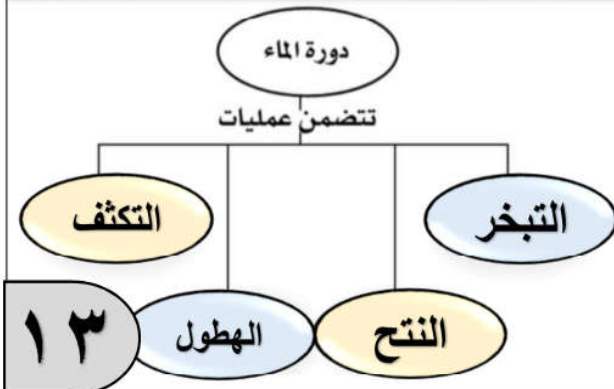 دورة الماء
تتضمن عمليات
التبخر
التكثف
النتح
الهطول
١٣